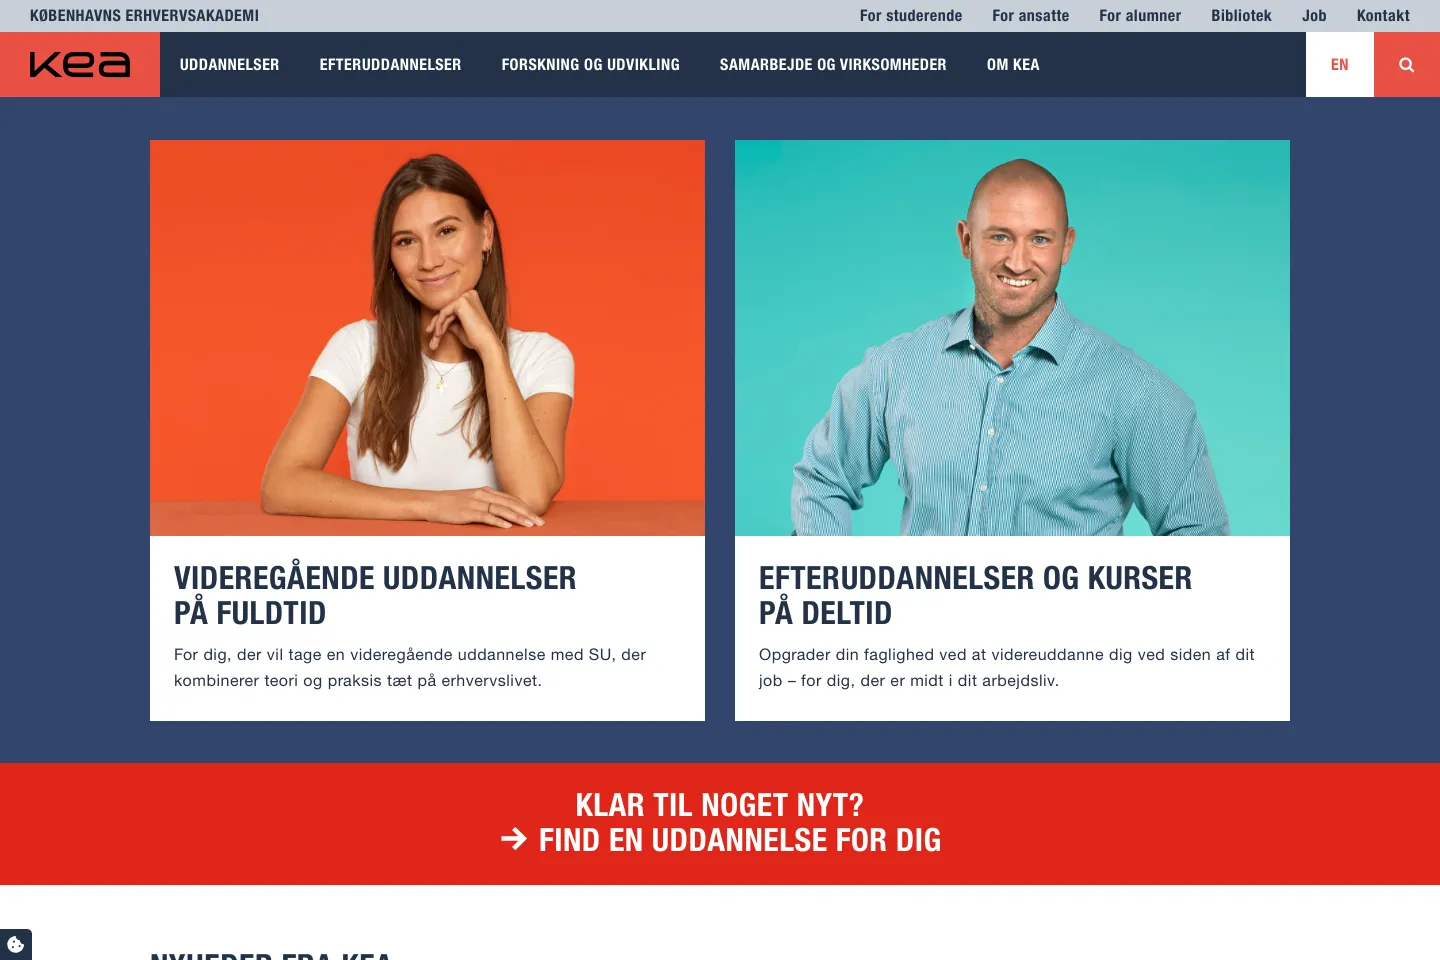 KØBENHAVNS ERHVERVSAKADEMI
For studerende For ansatte For alumner Bibliotek Job Kontakt
kea UDDANNELSER EFTERUDDANNELSER FORSKNING OG UDVIKLING SAMARBEJDE OG VIRKSOMHEDER OM KEA EN
VIDEREGÅENDE UDDANNELSER
PÅ FULDTID
For dig, der vil tage en videregående uddannelse med SU, der
kombinerer teori og praksis tæt på erhvervslivet.
EFTERUDDANNELSER OG KURSER
PÅ DELTID
Opgrader din faglighed ved at videreuddanne dig ved siden af dit
job – for dig, der er midt i dit arbejdsliv.
KLAR TIL NOGET NYT?
→ FIND EN UDDANNELSE FOR DIG
NYHEDER FRA KEA